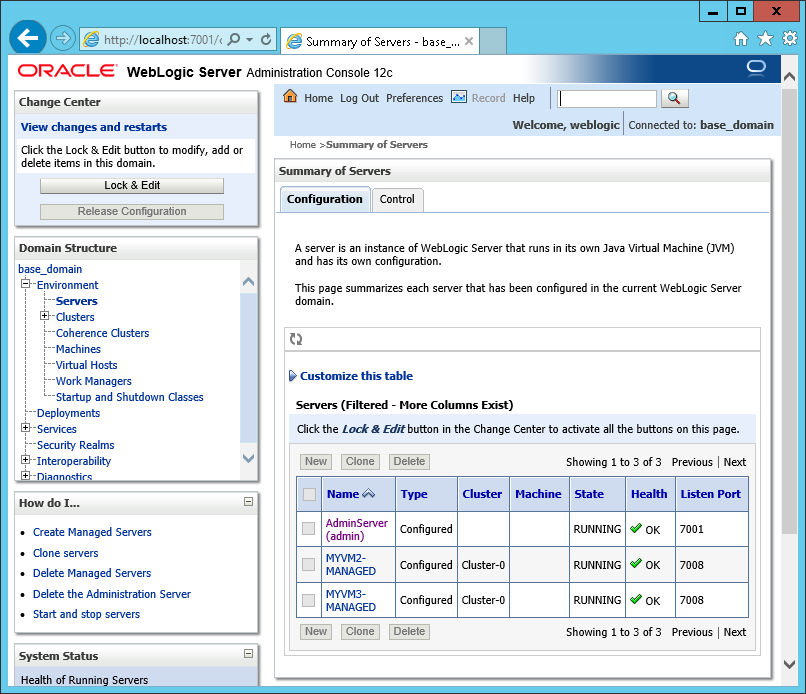 http://localhost:7001/
Summary of Servers - base_...
ORACLE® WebLogic Server Administration Console 12c
Change Center
View changes and restarts
Click the Lock & Edit button to modify, add or
delete items in this domain.
Lock & Edit
Release Configuration
Domain Structure
base_domain
Environment
Servers
Clusters
Coherence Clusters
Machines
Virtual Hosts
Work Managers
Startup and Shutdown Classes
Deployments
Services
Security Realms
Interoperability
Diagnostics
How do I...
Create Managed Servers
Clone servers
Delete Managed Servers
Delete the Administration Server
Start and stop servers
System Status
Health of Running Servers
Home Log Out Preferences Record Help
Welcome, weblogic Connected to: base_domain
Home >Summary of Servers
Summary of Servers
Configuration Control
A server is an instance of WebLogic Server that runs in its own Java Virtual Machine (JVM)
and has its own configuration.
This page summarizes each server that has been configured in the current WebLogic Server
domain.
Customize this table
Servers (Filtered - More Columns Exist)
Click the Lock & Edit button in the Change Center to activate all the buttons on this page.
New Clone Delete Showing 1 to 3 of 3 Previous | Next
Name Type Cluster Machine State Health Listen Port
AdminServer
(admin) Configured RUNNING OK 7001
MYVM2-
MANAGED Configured Cluster-0 RUNNING OK 7008
MYVM3-
MANAGED Configured Cluster-0 RUNNING OK 7008
New Clone Delete Showing 1 to 3 of 3 Previous | Next